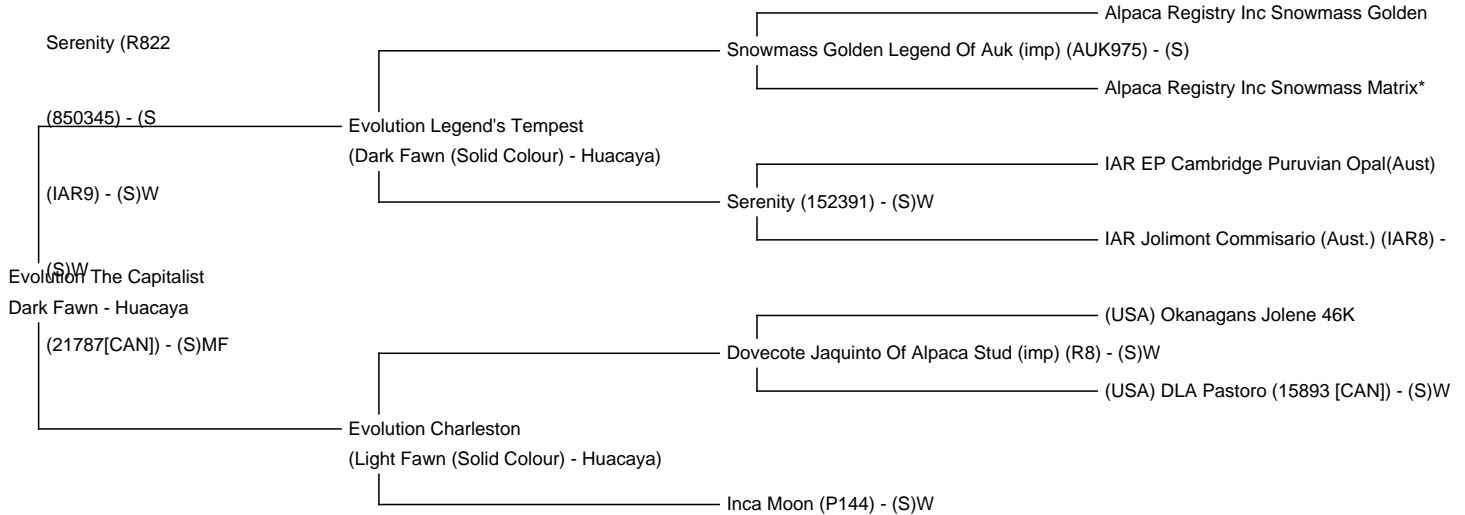 Serenity (R822
(850345) - (S
(IAR9) - (S)W
(S)W
Evolution The Capitalist
Dark Fawn - Huacaya
(21787[CAN]) - (S)MF
Evolution Legend's Tempest
(Dark Fawn (Solid Colour) - Huacaya)
Evolution Charleston
(Light Fawn (Solid Colour) - Huacaya)
Snowmass Golden Legend Of Auk (imp) (AUK975) - (S)
Serenity (152391) - (S)W
Dovecote Jaquinto Of Alpaca Stud (imp) (R8) - (S)W
Inca Moon (P144) - (S)W
Alpaca Registry Inc Snowmass Golden
Alpaca Registry Inc Snowmass Matrix*
IAR EP Cambridge Puruvian Opal(Aust)
IAR Jolimont Commisario (Aust.) (IAR8) -
(USA) Okanagans Jolene 46K
(USA) DLA Pastoro (15893 [CAN]) - (S)W